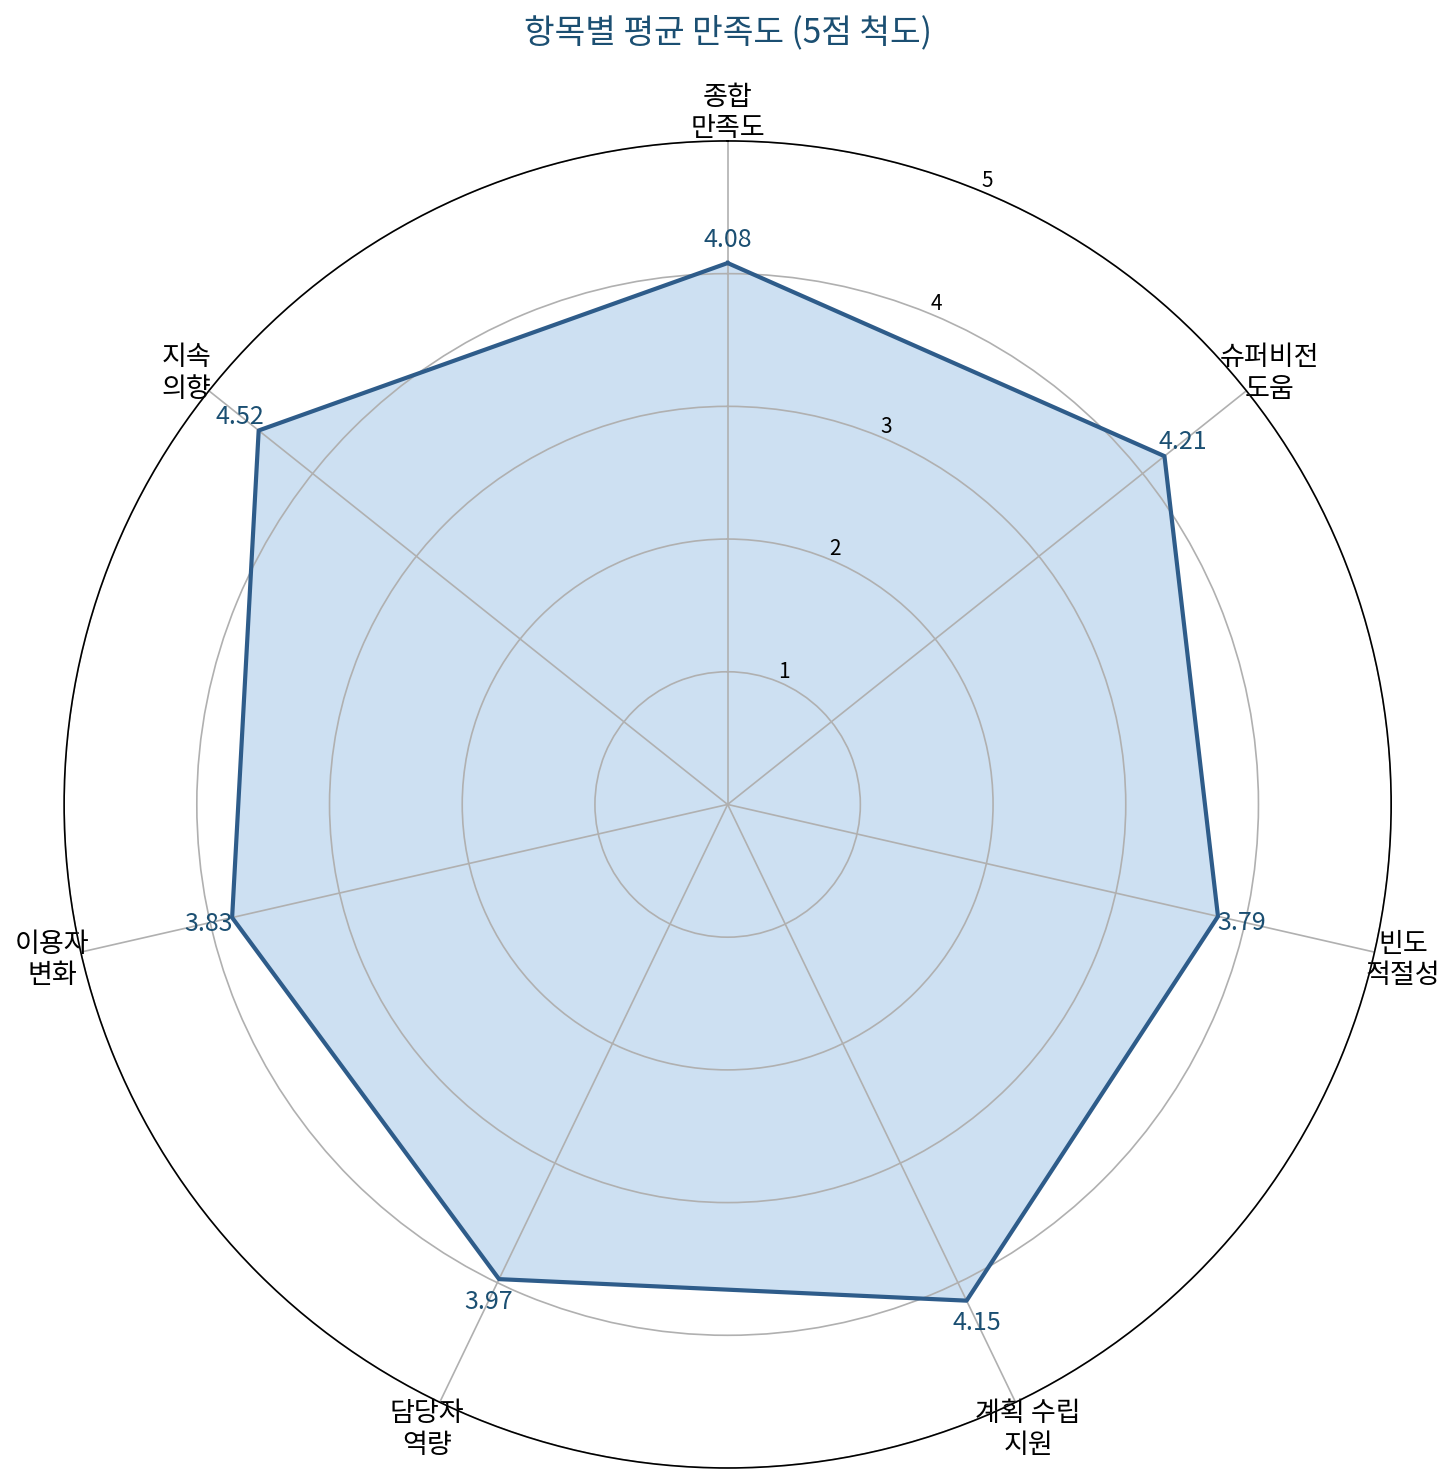 항목별 평균 만족도 (5점 척도)
종합
만족도
5
4.08
4
지속
의향
슈퍼비전
도움
4.52
3
4.21
2
1
3.83
3.79
이용자
변화
빈도
적절성
3.97
4.15
담당자
역량
계획 수립
지원